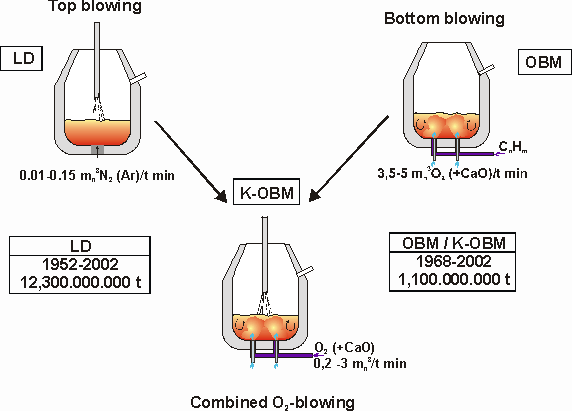 Top blowing
Bottom blowing
LD
OBM
CₙHₘ
0.01-0.15 mₙ³N₂ (Ar)/t min
3,5-5 mₙ³O₂ (+CaO)/t min
K-OBM
LD
1952-2002
12,300.000.000 t
OBM / K-OBM
1968-2002
1,100.000.000 t
O₂ (+CaO)
0,2 -3 mₙ³/t min
Combined O₂-blowing